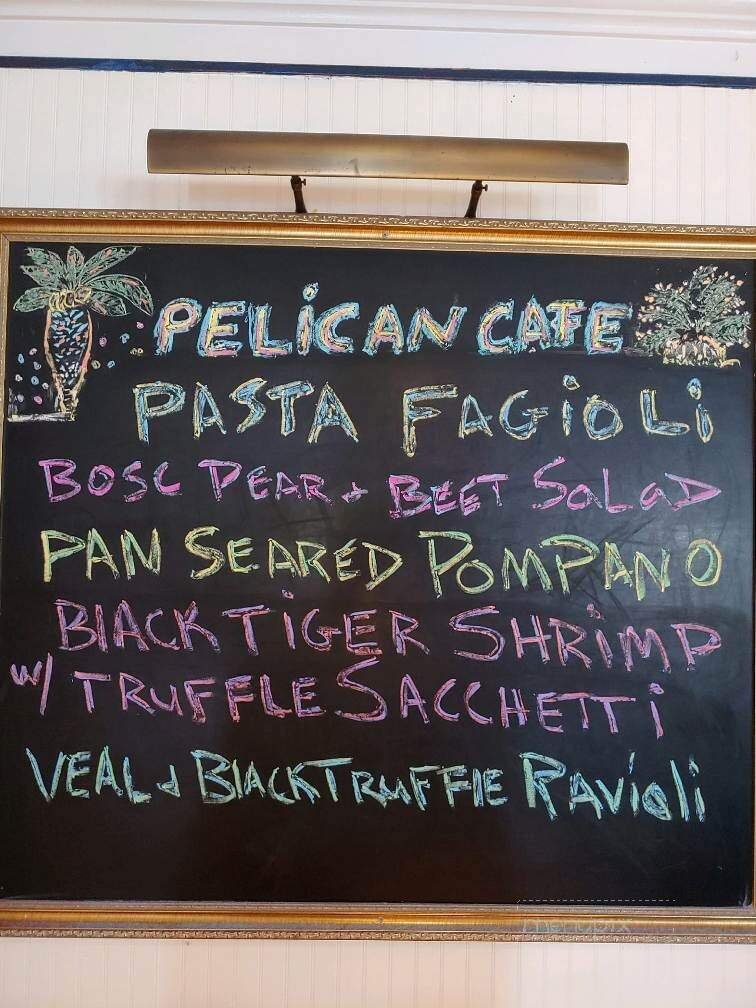 PELiCAN CAFE
PASTA FAGiOLi
BOSC PEAR & BEET SaLaD
PAN SEARED POMPANO
BlACK TiGER SHRiMP
w/ TRUFFLE SACCHETTi
VEAL & BlACK TRuFFlE RAVioli
menupix